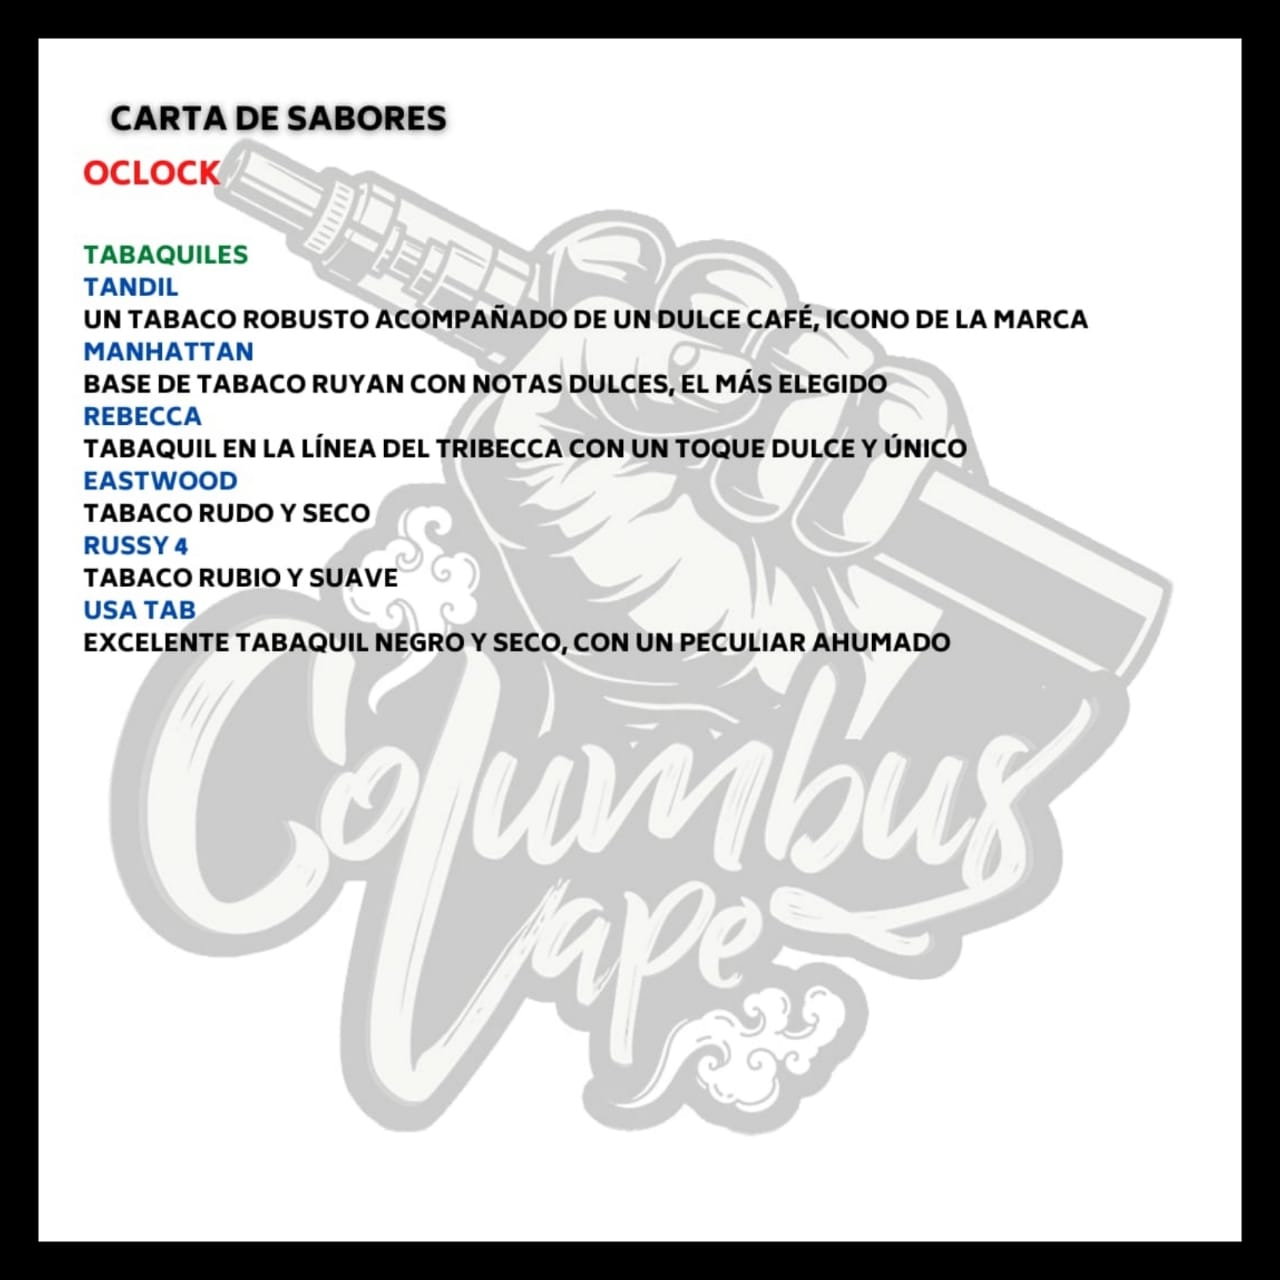 CARTA DE SABORES
OCLOCK
TABAQUILES
TANDIL
UN TABACO ROBUSTO ACOMPAÑADO DE UN DULCE CAFÉ, ICONO DE LA MARCA
MANHATTAN
BASE DE TABACO RUYAN CON NOTAS DULCES, EL MÁS ELEGIDO
REBECCA
TABAQUIL EN LA LÍNEA DEL TRIBECCA CON UN TOQUE DULCE Y ÚNICO
EASTWOOD
TABACO RUDO Y SECO
RUSSY 4
TABACO RUBIO Y SUAVE
USA TAB
EXCELENTE TABAQUIL NEGRO Y SECO, CON UN PECULIAR AHUMADO
Columbus
Vape